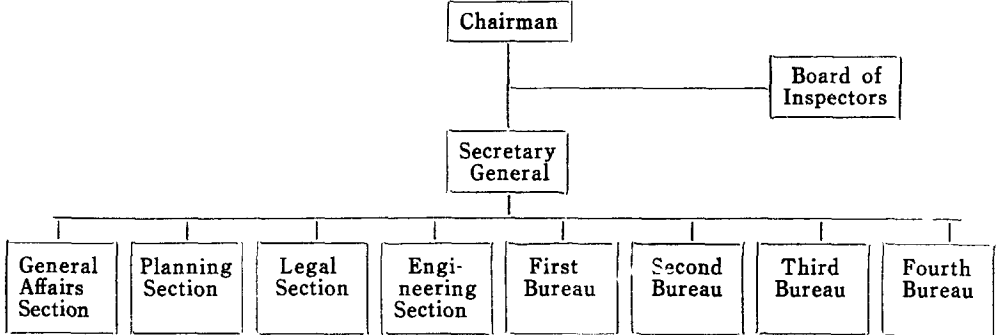 Chairman
Board of
Inspectors
Secretary
General
General
Affairs
Section
Planning
Section
Legal
Section
Engi-
neering
Section
First
Bureau
Second
Bureau
Third
Bureau
Fourth
Bureau